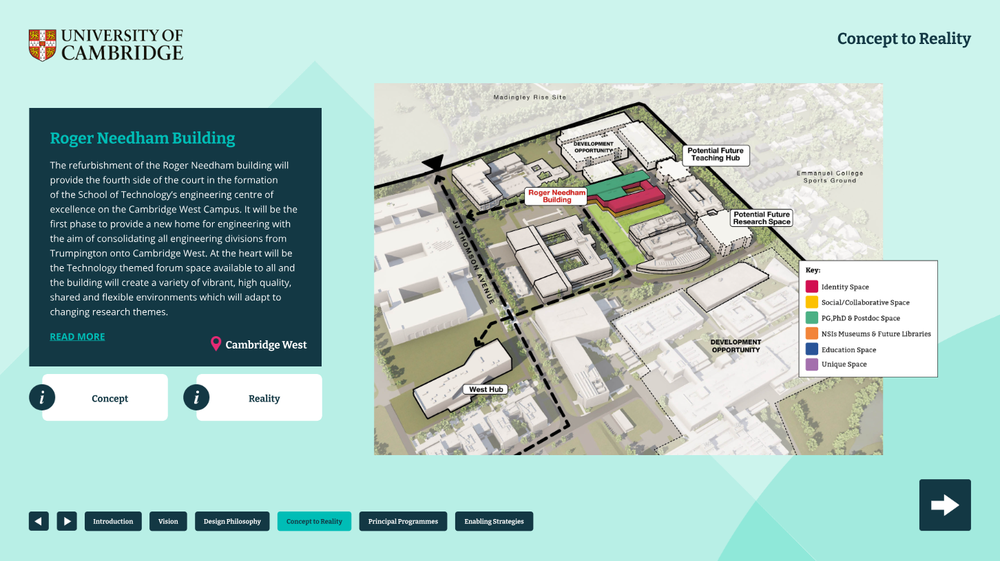 UNIVERSITY OF
CAMBRIDGE
Concept to Reality
Roger Needham Building
The refurbishment of the Roger Needham building will
provide the fourth side of the court in the formation
of the School of Technology’s engineering centre of
excellence on the Cambridge West Campus. It will be the
first phase to provide a new home for engineering with
the aim of consolidating all engineering divisions from
Trumpington onto Cambridge West. At the heart will be
the Technology themed forum space available to all and
the building will create a variety of vibrant, high quality,
shared and flexible environments which will adapt to
changing research themes.
READ MORE
Cambridge West
i
Concept
i
Reality
Madingley Rise Site
DEVELOPMENT
OPPORTUNITY
Potential Future
Teaching Hub
Emmanuel College
Sports Ground
Roger Needham
Building
Potential Future
Research Space
JJ THOMSON AVENUE
DEVELOPMENT
OPPORTUNITY
West Hub
Key:
Identity Space
Social/Collaborative Space
PG,PhD & Postdoc Space
NSIs Museums & Future Libraries
Education Space
Unique Space
Introduction
Vision
Design Philosophy
Concept to Reality
Principal Programmes
Enabling Strategies